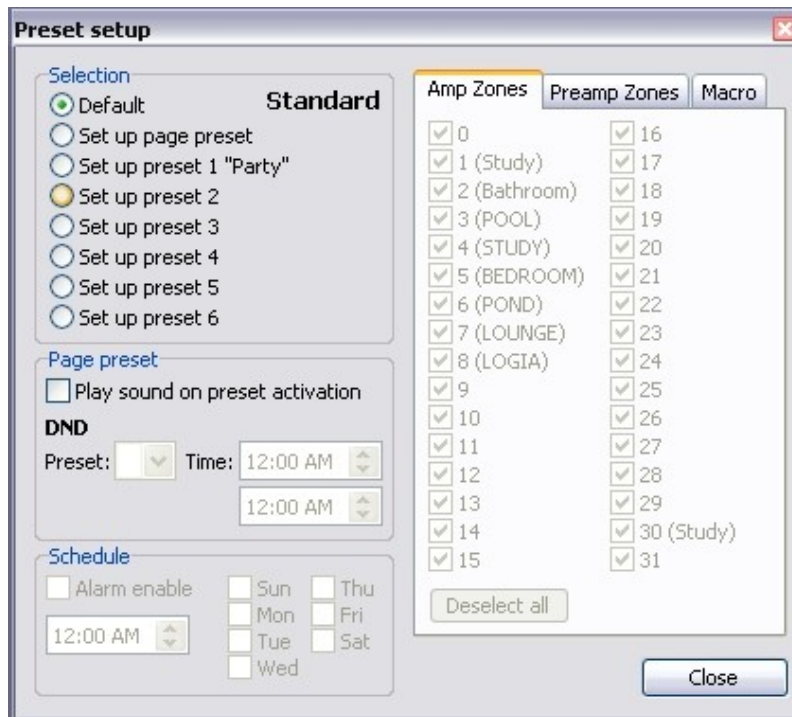 Preset setup
Selection
Default
Standard
Set up page preset
Set up preset 1 "Party"
Set up preset 2
Set up preset 3
Set up preset 4
Set up preset 5
Set up preset 6
Page preset
Play sound on preset activation
DND
Preset:
Time: 12:00 AM
12:00 AM
Schedule
Alarm enable
12:00 AM
Sun
Mon
Tue
Wed
Thu
Fri
Sat
Amp Zones
Preamp Zones
Macro
0
1 (Study)
2 (Bathroom)
3 (POOL)
4 (STUDY)
5 (BEDROOM)
6 (POND)
7 (LOUNGE)
8 (LOGIA)
9
10
11
12
13
14
15
16
17
18
19
20
21
22
23
24
25
26
27
28
29
30 (Study)
31
Deselect all
Close